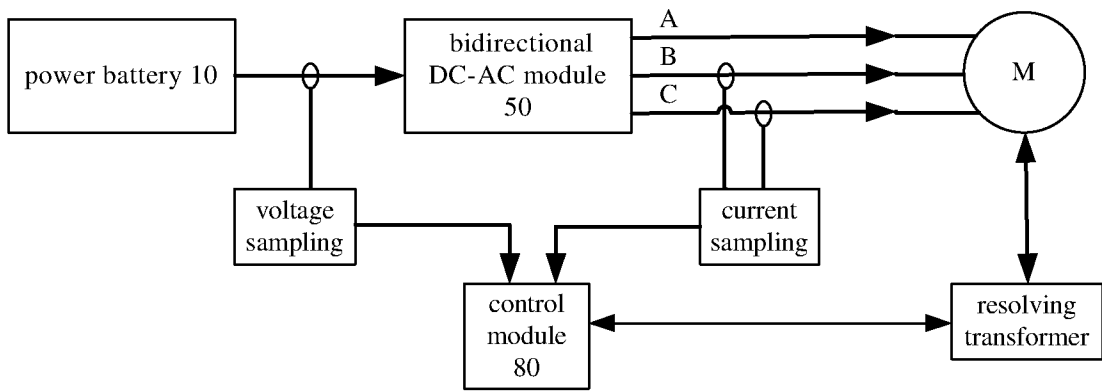 power battery 10
bidirectional
DC-AC module
50
A
B
C
M
voltage
sampling
current
sampling
control
module
80
resolving
transformer